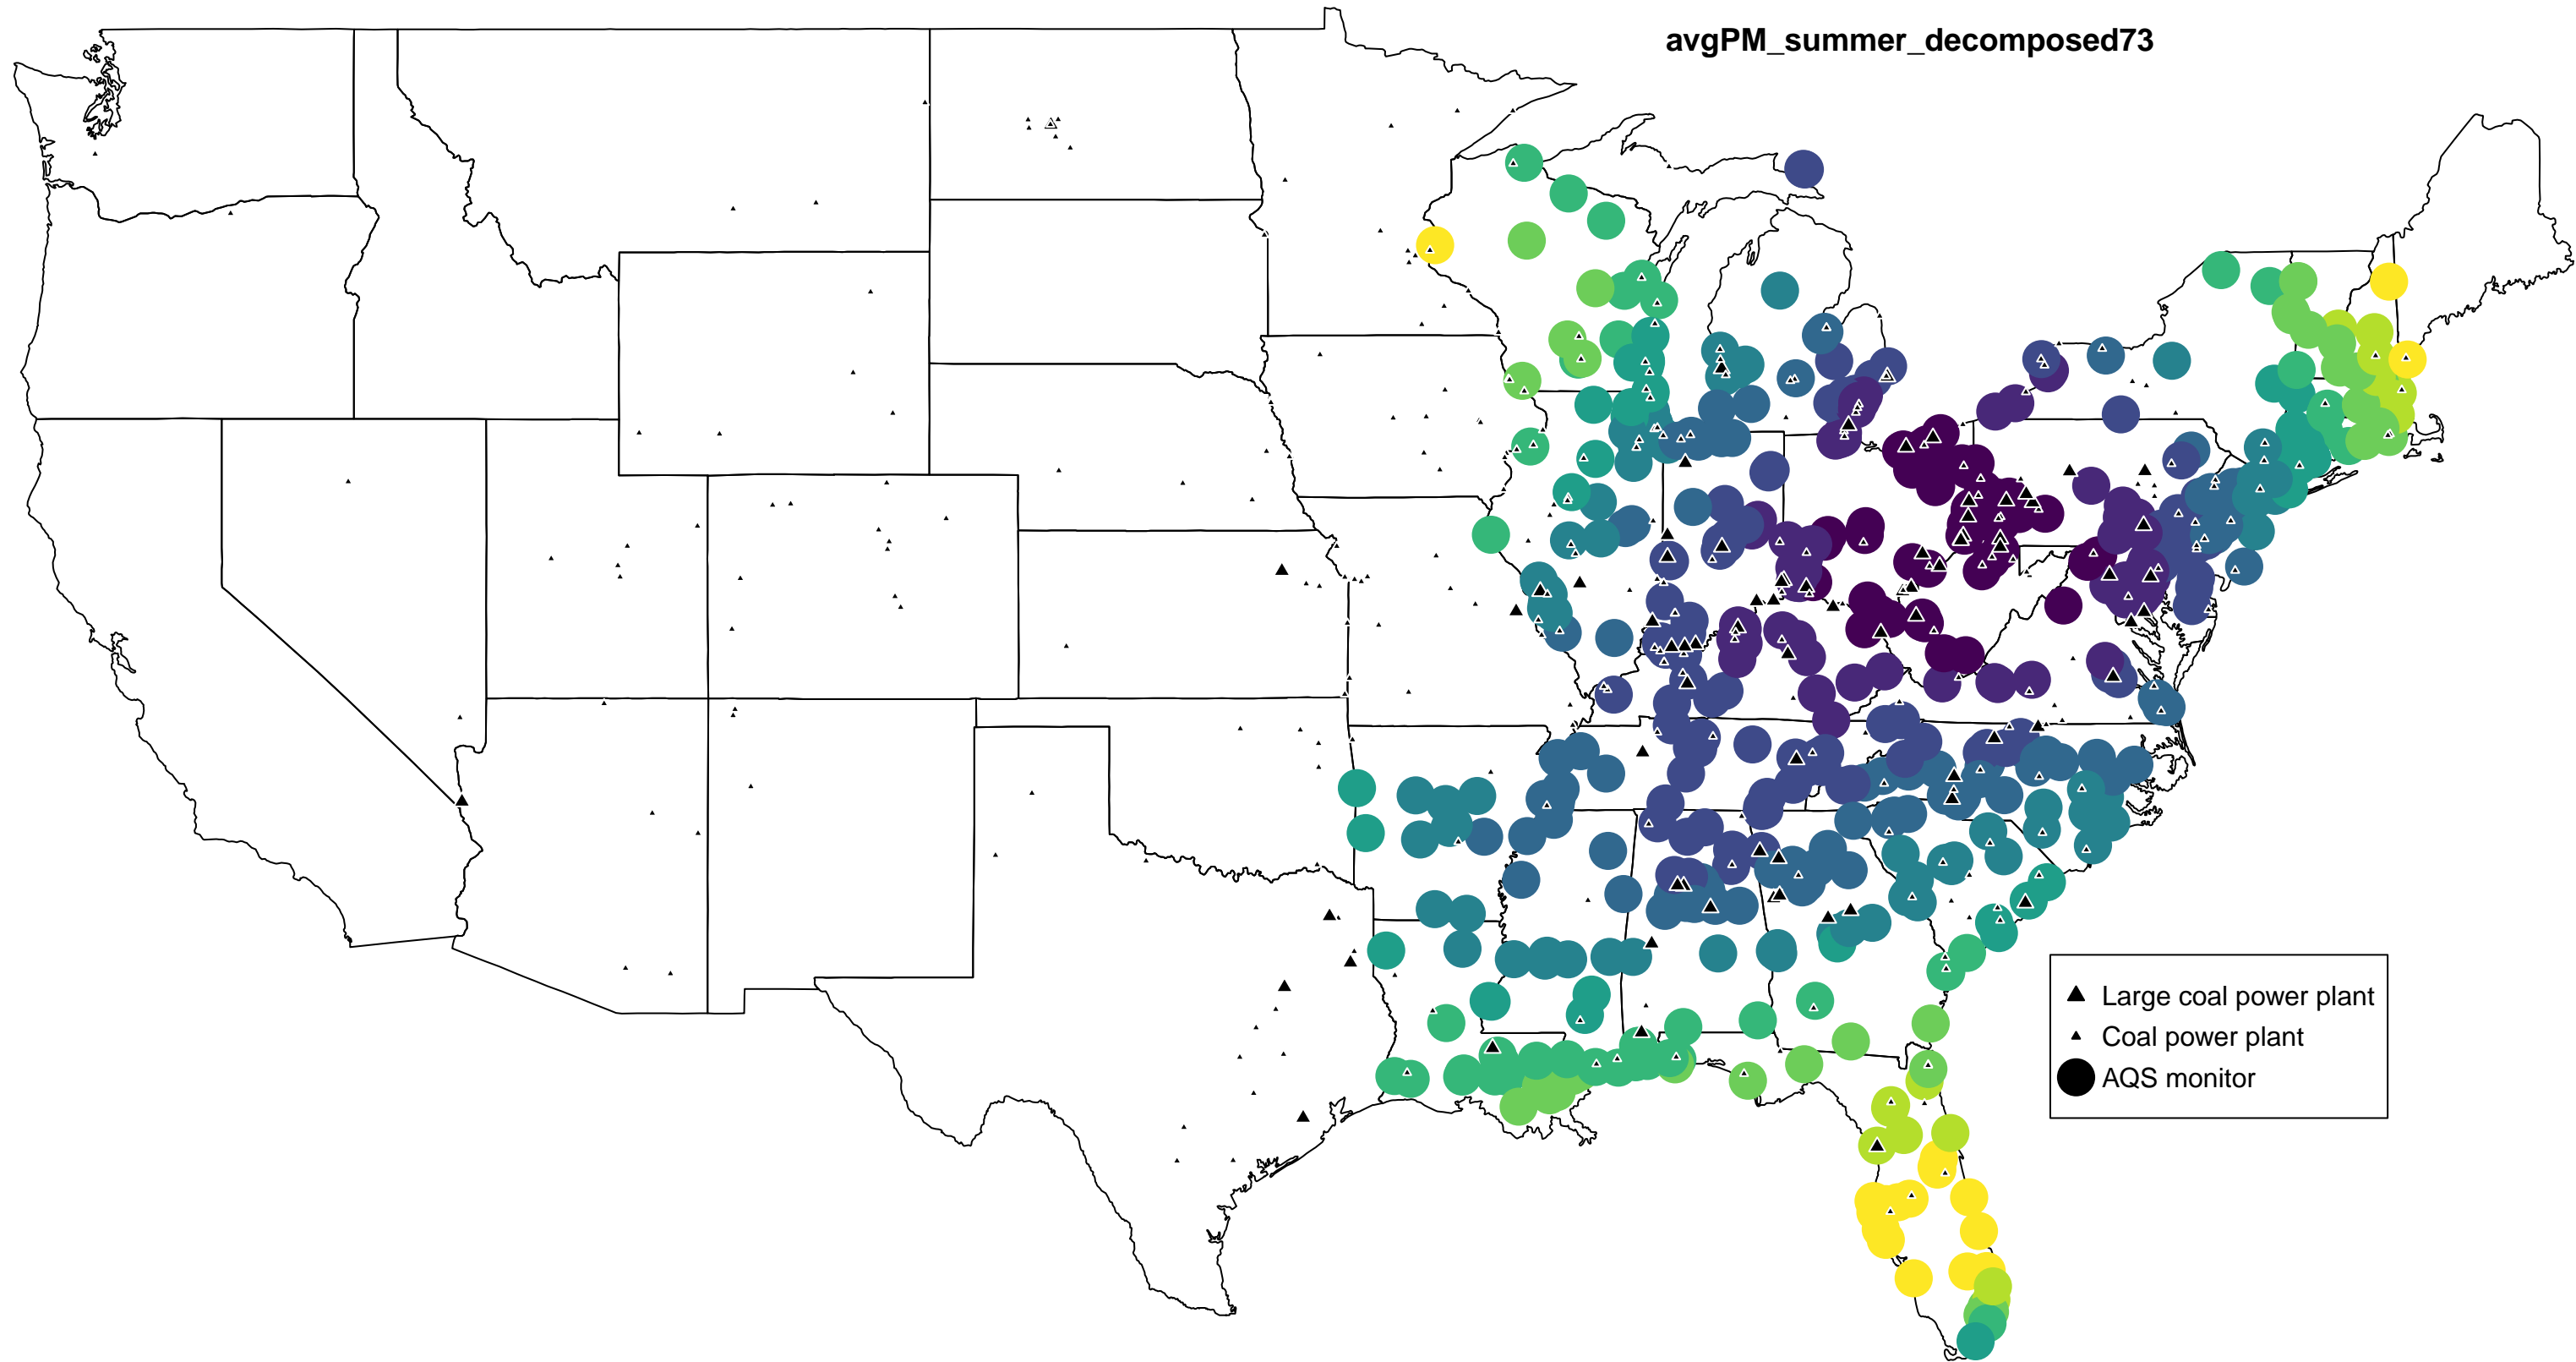 avgPM_summer_decomposed73
Large coal power plant
Coal power plant
AQS monitor